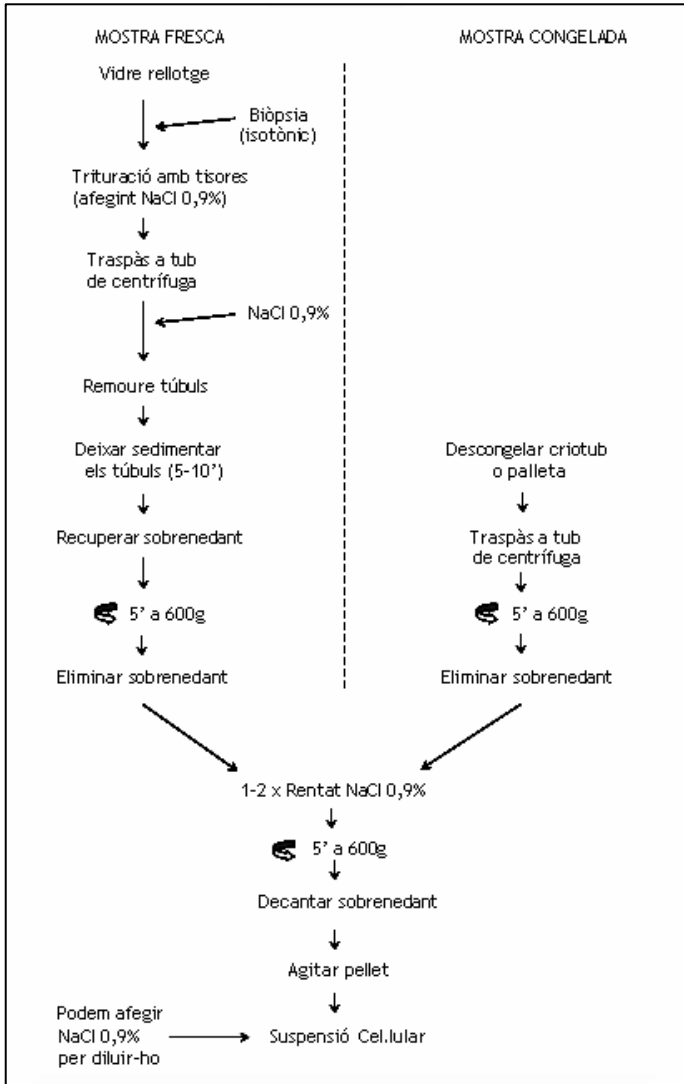 MOSTRA FRESCA
Vidre rellotge
Biòpsia
(isotònic)
Trituració amb tisores
(afegint NaCl 0,9%)
Traspàs a tub
de centrífuga
NaCl 0,9%
Remoure túbuls
Deixar sedimentar
els túbuls (5-10')
Recuperar sobrenedant
5' a 600g
Eliminar sobrenedant
MOSTRA CONGELADA
Descongelar criotub
o palleta
Traspàs a tub
de centrífuga
5' a 600g
Eliminar sobrenedant
1-2 x Rentat NaCl 0,9%
5' a 600g
Decantar sobrenedant
Agitar pellet
Podem afegir
NaCl 0,9%
per diluir-ho
Suspensió Cel.lular